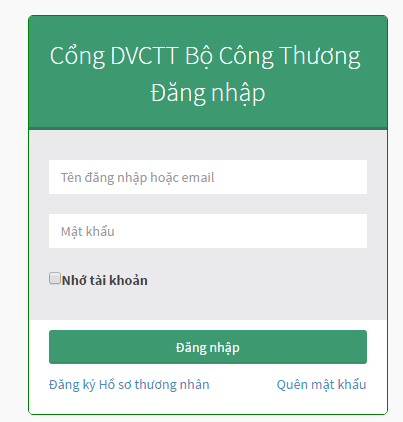 Cổng DVCTT Bộ Công Thương
Đăng nhập
Tên đăng nhập hoặc email
Mật khẩu
Nhớ tài khoản
Đăng nhập
Đăng ký Hồ sơ thương nhân
Quên mật khẩu